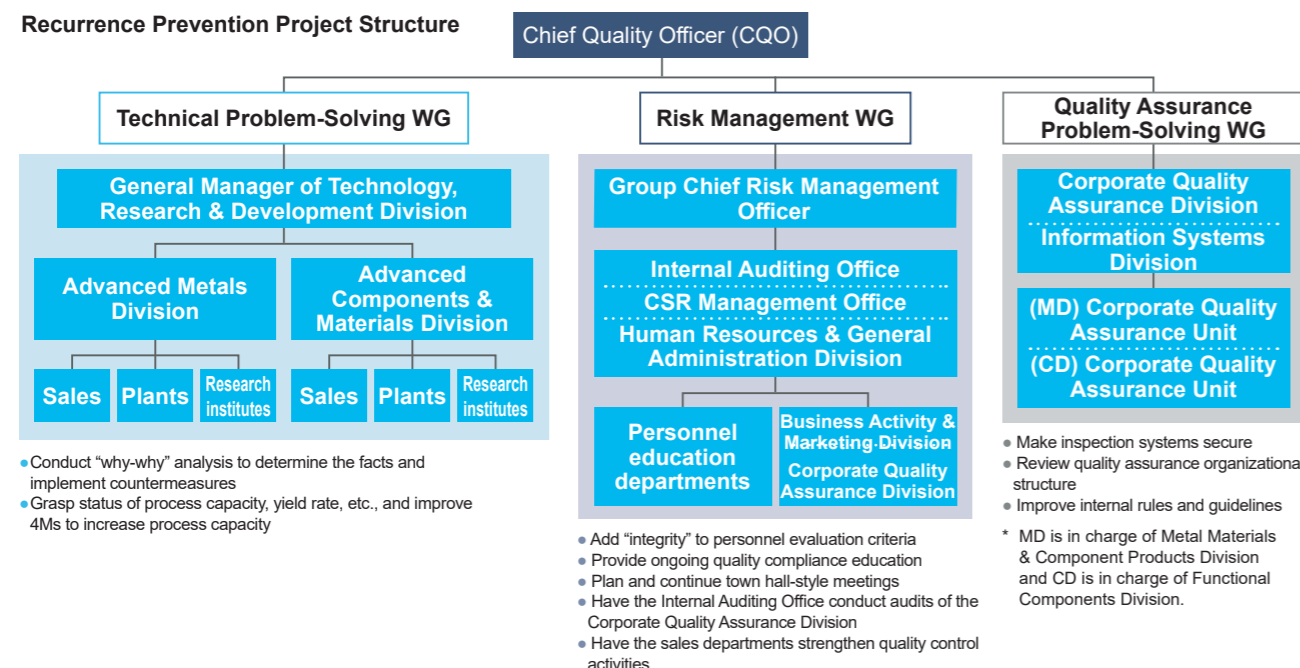 Recurrence Prevention Project Structure
Chief Quality Officer (CQO)
Technical Problem-Solving WG
General Manager of Technology,
Research & Development Division
Advanced Metals
Division
Advanced
Components &
Materials Division
Sales
Plants
Research
institutes
Sales
Plants
Research
institutes
●Conduct “why-why” analysis to determine the facts and
implement countermeasures
●Grasp status of process capacity, yield rate, etc., and improve
4Ms to increase process capacity
Risk Management WG
Group Chief Risk Management
Officer
Internal Auditing Office
CSR Management Office
Human Resources & General
Administration Division
Personnel
education
departments
Business Activity &
Marketing Division
Corporate Quality
Assurance Division
● Add “integrity” to personnel evaluation criteria
● Provide ongoing quality compliance education
● Plan and continue town hall-style meetings
● Have the Internal Auditing Office conduct audits of the
Corporate Quality Assurance Division
● Have the sales departments strengthen quality control
activities
Quality Assurance
Problem-Solving WG
Corporate Quality
Assurance Division
Information Systems
Division
(MD) Corporate Quality
Assurance Unit
(CD) Corporate Quality
Assurance Unit
● Make inspection systems secure
● Review quality assurance organizationa
structure
● Improve internal rules and guidelines
* MD is in charge of Metal Materials
& Component Products Division
and CD is in charge of Functional
Components Division.